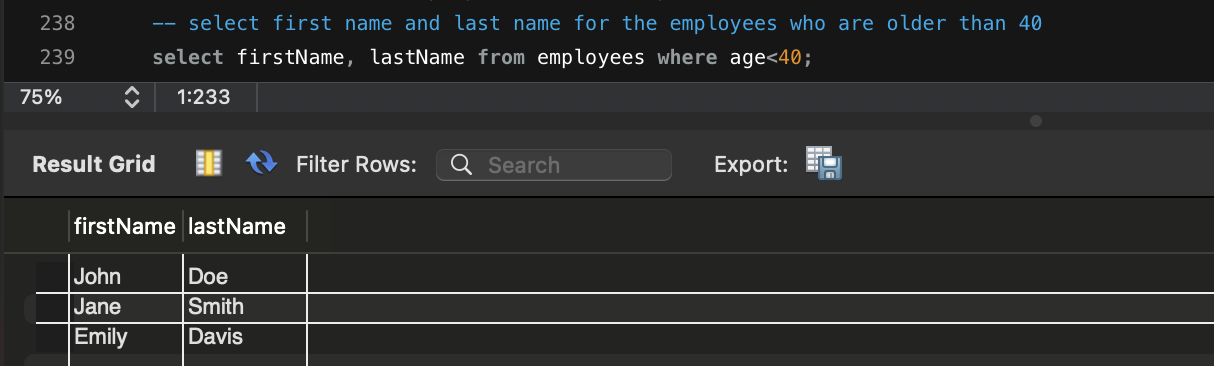 238 -- select first name and last name for the employees who are older than 40
239 select firstName, lastName from employees where age<40;
75% 1:233
Result Grid Filter Rows: Search Export:
firstName lastName
John Doe
Jane Smith
Emily Davis